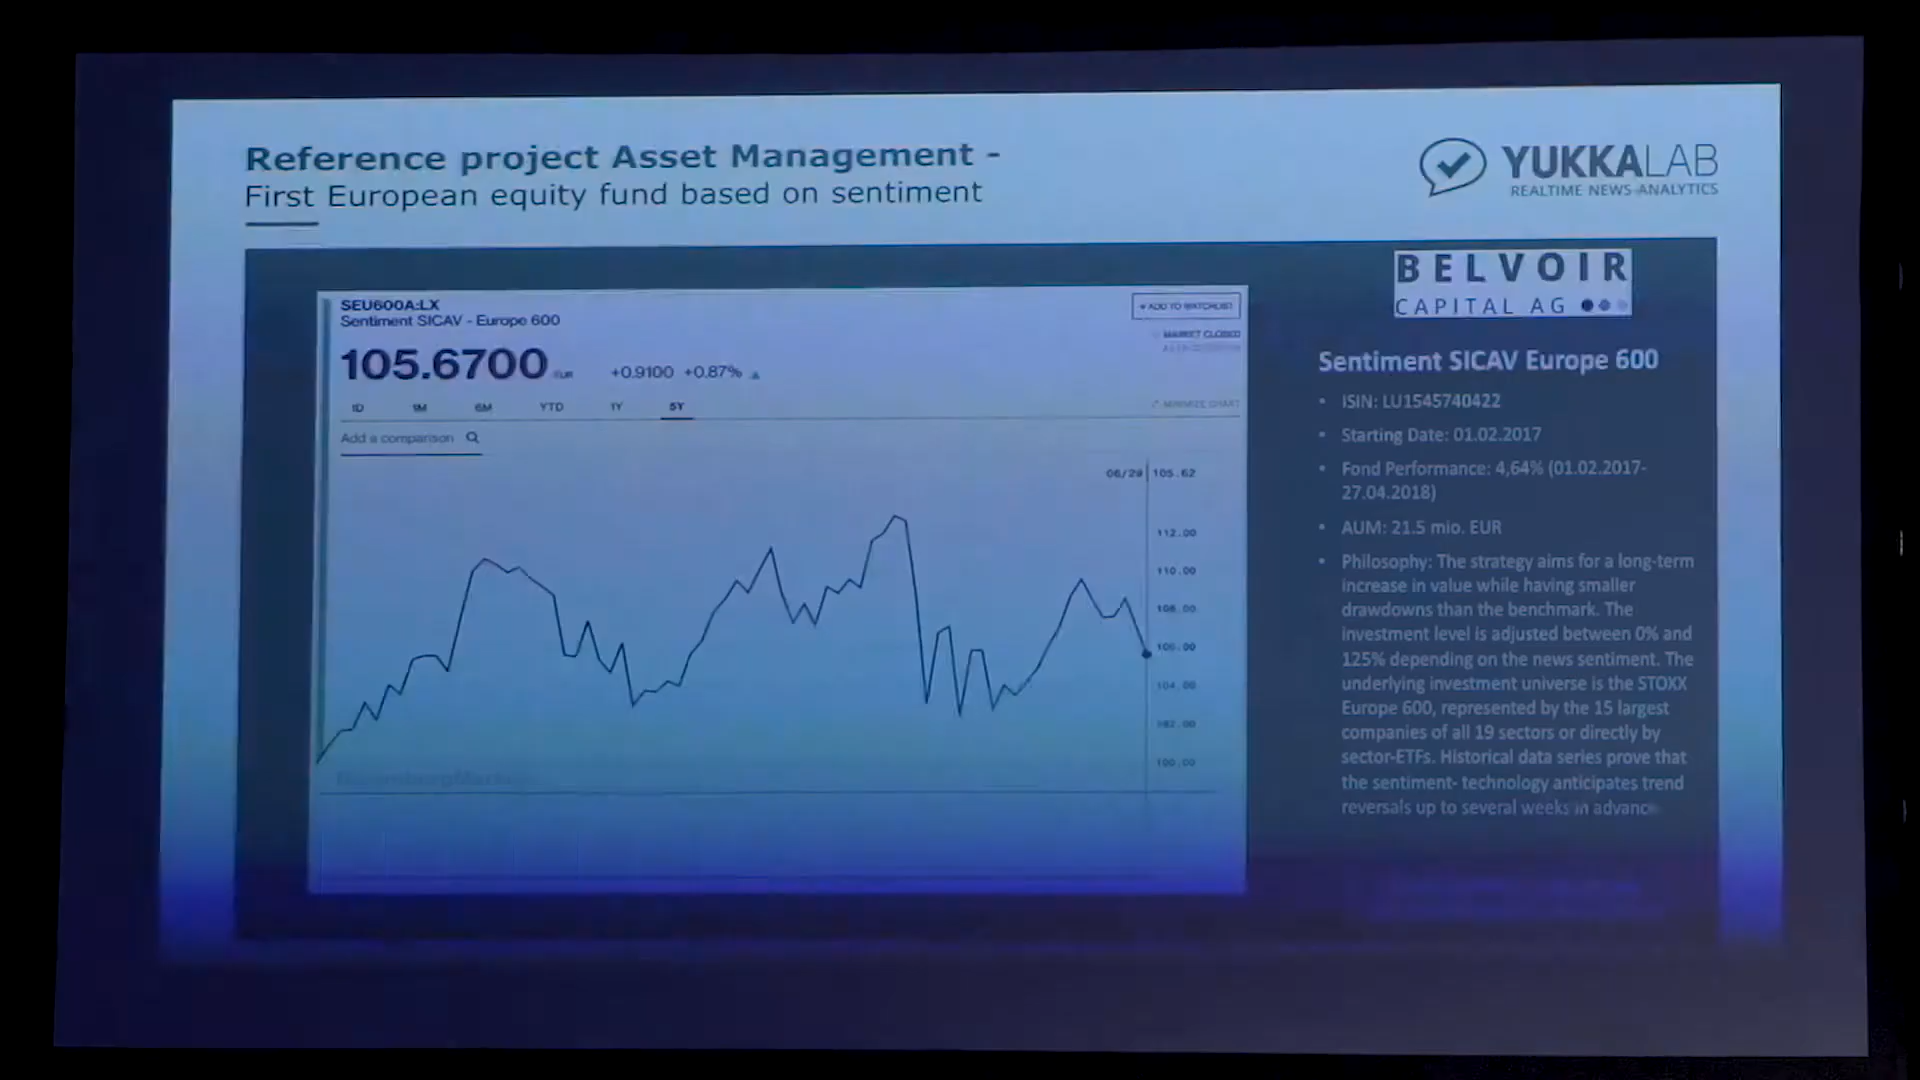 Reference project Asset Management -
First European equity fund based on sentiment
YUKKALAB
REALTIME NEWS-ANALYTICS
SEU600A:LX
Sentiment SICAV - Europe 600
+ ADD TO WATCHLIST
MARKET CLOSED
105.6700 EUR +0.9100 +0.87%
1D 1M 6M YTD 1Y 5Y
MINIMIZE CHART
Add a comparison
06/29 105.62
112.00
110.00
108.00
106.00
104.00
102.00
100.00
BELVOIR
CAPITAL AG
Sentiment SICAV Europe 600
• ISIN: LU1545740422
• Starting Date: 01.02.2017
• Fond Performance: 4,64% (01.02.2017-
27.04.2018)
• AUM: 21.5 mio. EUR
• Philosophy: The strategy aims for a long-term
increase in value while having smaller
drawdowns than the benchmark. The
investment level is adjusted between 0% and
125% depending on the news sentiment. The
underlying investment universe is the STOXX
Europe 600, represented by the 15 largest
companies of all 19 sectors or directly by
sector-ETFs. Historical data series prove that
the sentiment- technology anticipates trend
reversals up to several weeks in advance